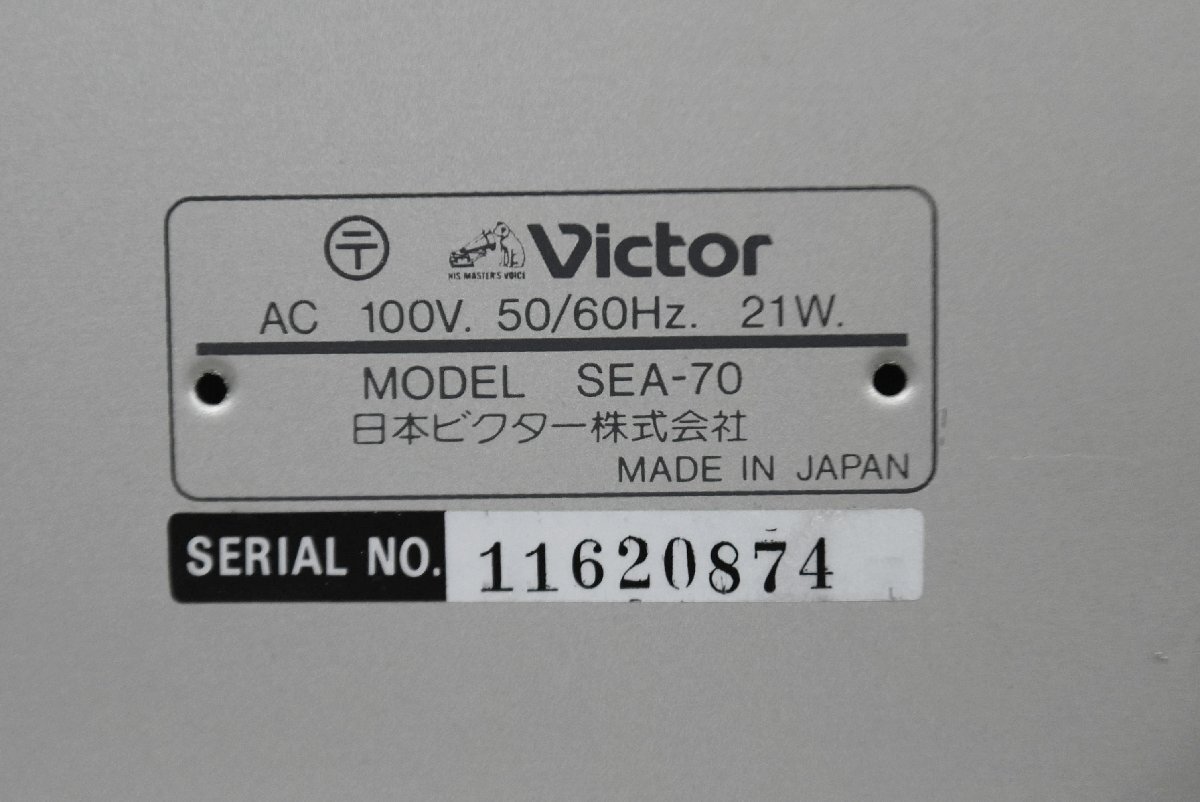 〶 HIS MASTER'S VOICE Victor
AC 100V. 50/60Hz. 21W.
MODEL SEA-70
日本ビクター株式会社
MADE IN JAPAN
SERIAL NO. 11620874